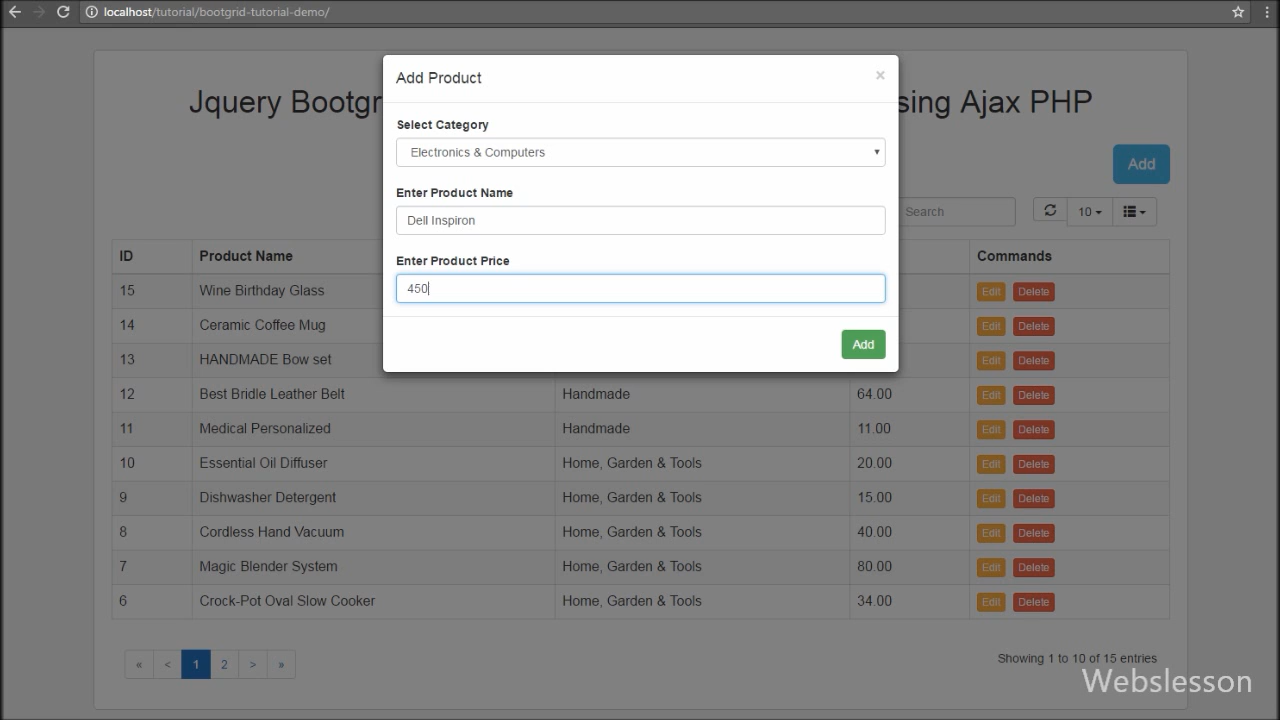 localhost/tutorial/bootgrid-tutorial-demo/
Add Product ×
Jquery Bootgr sing Ajax PHP
Select Category
Electronics & Computers
Add
Enter Product Name
Dell Inspiron
Search 10
Enter Product Price
450
ID Product Name Commands
15 Wine Birthday Glass Edit Delete
14 Ceramic Coffee Mug Edit Delete
Add
13 HANDMADE Bow set Edit Delete
12 Best Bridle Leather Belt Handmade 64.00 Edit Delete
11 Medical Personalized Handmade 11.00 Edit Delete
10 Essential Oil Diffuser Home, Garden & Tools 20.00 Edit Delete
9 Dishwasher Detergent Home, Garden & Tools 15.00 Edit Delete
8 Cordless Hand Vacuum Home, Garden & Tools 40.00 Edit Delete
7 Magic Blender System Home, Garden & Tools 80.00 Edit Delete
6 Crock-Pot Oval Slow Cooker Home, Garden & Tools 34.00 Edit Delete
« < 1 2 > » Showing 1 to 10 of 15 entries
Webslesson